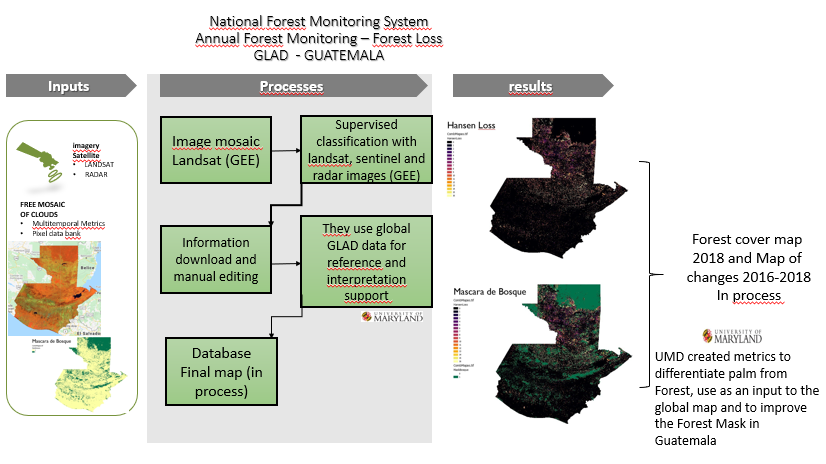 National Forest Monitoring System
Annual Forest Monitoring – Forest Loss
GLAD - GUATEMALA
Inputs
Processes
results
imagery
Satellite
• LANDSAT
• RADAR
FREE MOSAIC
OF CLOUDS
• Multitemporal Metrics
• Pixel data bank
Belice
El Salvador
Mascara de Bosque
Image mosaic
Landsat (GEE)
Supervised
classification with
landsat, sentinel and
radar images (GEE)
Information
download and
manual editing
They use global
GLAD data for
reference and
interpretation
support
UNIVERSITY OF
MARYLAND
Database
Final map (in
process)
Hansen Loss
Mascara de Bosque
Forest cover map
2018 and Map of
changes 2016-2018
In process
UNIVERSITY OF
MARYLAND
UMD created metrics to
differentiate palm from
Forest, use as an input to the
global map and to improve
the Forest Mask in
Guatemala